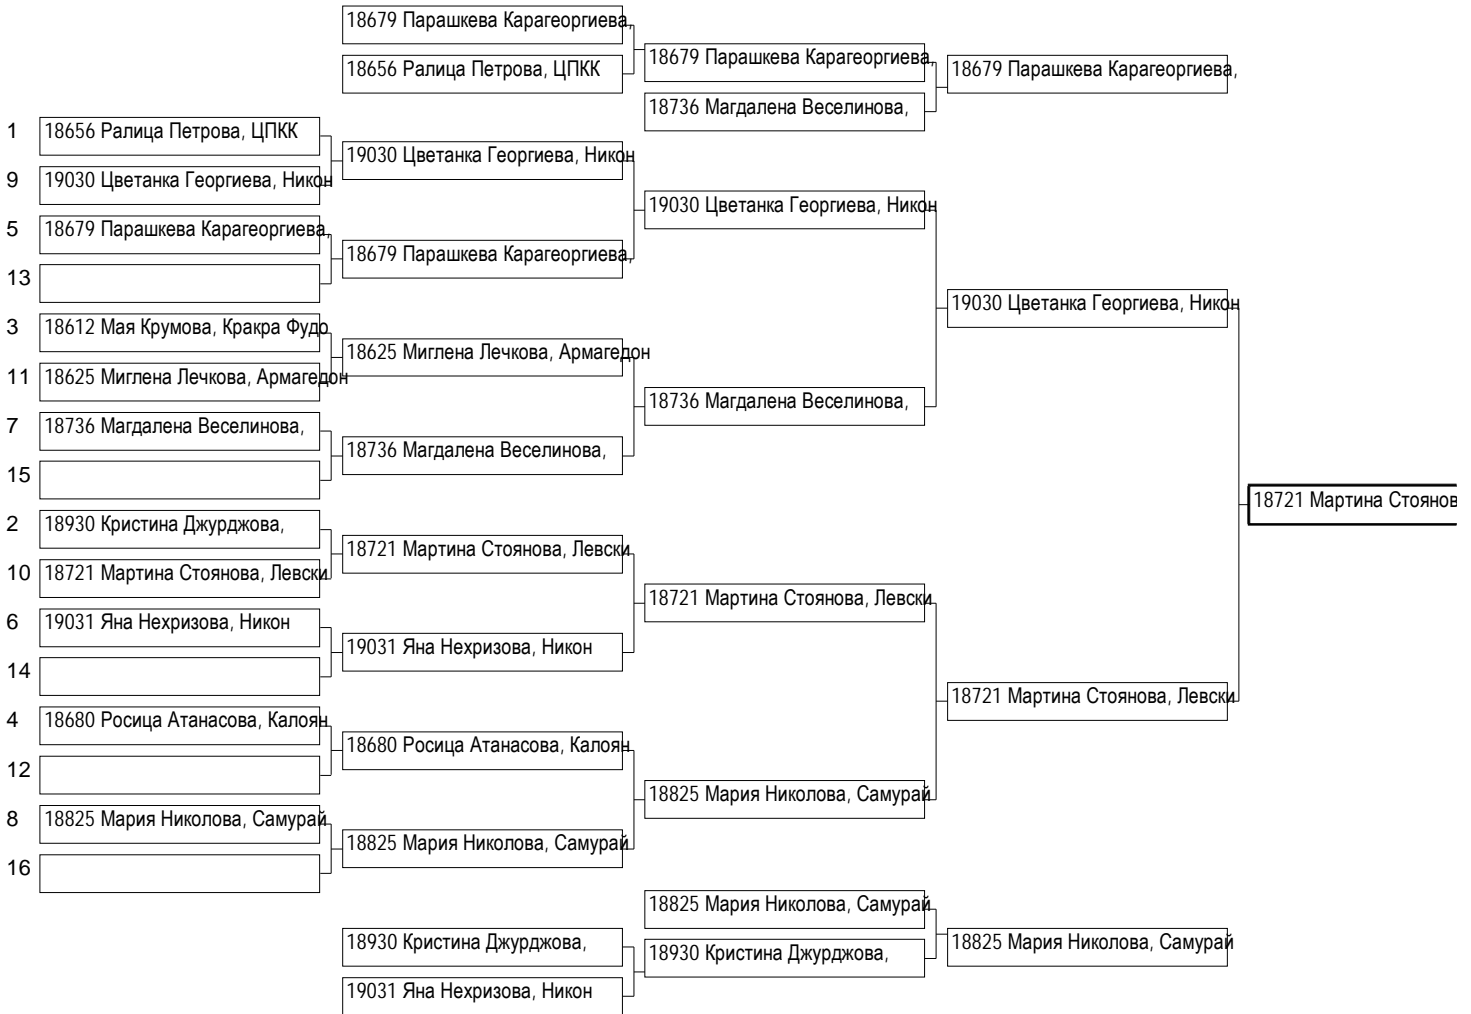 18679 Парашкева Карагеоргиева,
18656 Ралица Петрова, ЦПКК
18679 Парашкева Карагеоргиева,
18736 Магдалена Веселинова,
18679 Парашкева Карагеоргиева,
1 18656 Ралица Петрова, ЦПКК
9 19030 Цветанка Георгиева, Никон
5 18679 Парашкева Карагеоргиева,
13
3 18612 Мая Крумова, Кракра Фудо
11 18625 Миглена Лечкова, Армагедон
7 18736 Магдалена Веселинова,
15
2 18930 Кристина Джурджова,
10 18721 Мартина Стоянова, Левски
6 19031 Яна Нехризова, Никон
14
4 18680 Росица Атанасова, Калоян
12
8 18825 Мария Николова, Самурай
16
19030 Цветанка Георгиева, Никон
18679 Парашкева Карагеоргиева,
18625 Миглена Лечкова, Армагедон
18736 Магдалена Веселинова,
18721 Мартина Стоянова, Левски
19031 Яна Нехризова, Никон
18680 Росица Атанасова, Калоян
18825 Мария Николова, Самурай
19030 Цветанка Георгиева, Никон
18736 Магдалена Веселинова,
18721 Мартина Стоянова, Левски
18825 Мария Николова, Самурай
19030 Цветанка Георгиева, Никон
18721 Мартина Стоянова, Левски
18721 Мартина Стоянов
18930 Кристина Джурджова,
19031 Яна Нехризова, Никон
18825 Мария Николова, Самурай
18930 Кристина Джурджова,
18825 Мария Николова, Самурай